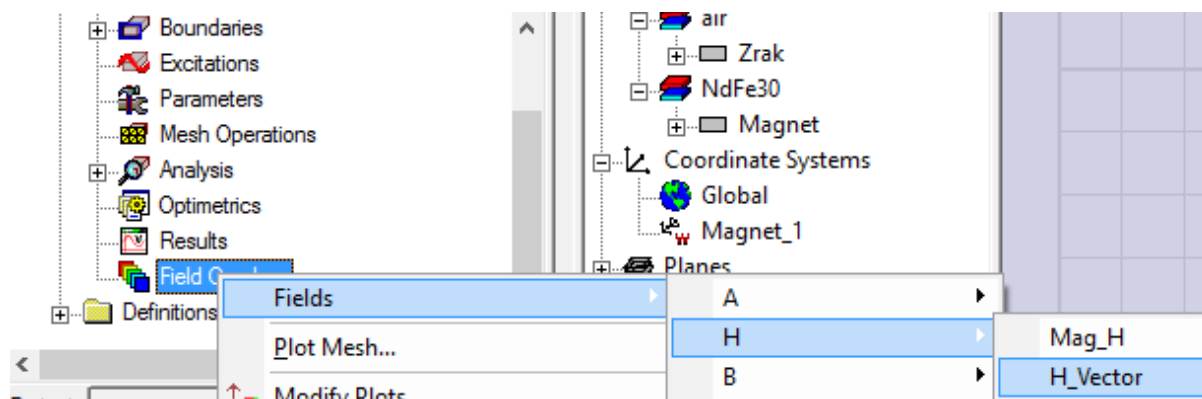 Boundaries
Excitations
Parameters
Mesh Operations
Analysis
Optimetrics
Results
Field
Definitions
air
Zrak
NdFe30
Magnet
Coordinate Systems
Global
Magnet_1
Planes
Fields
Plot Mesh...
Modify Plots
A
H
B
Mag_H
H_Vector